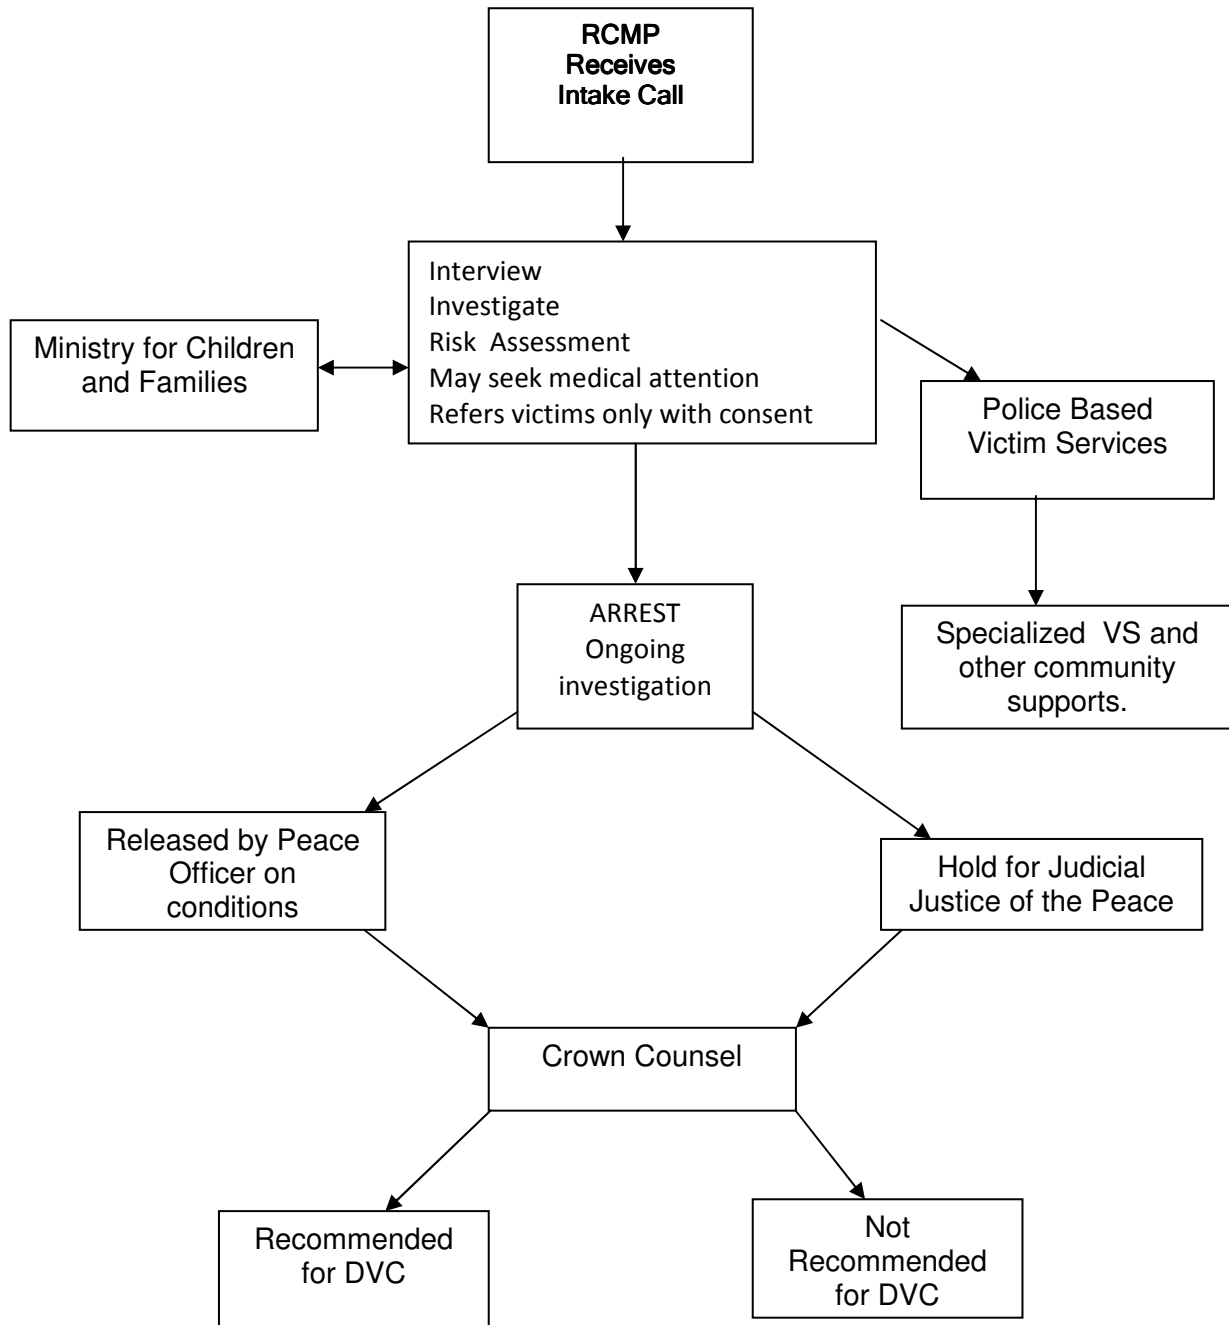 RCMP
Receives
Intake Call
Interview
Investigate
Risk  Assessment
May seek medical attention
Refers victims only with consent
Ministry for Children
and Families
Police Based
Victim Services
ARREST
Ongoing
investigation
Specialized  VS and
other community
supports.
Released by Peace
Officer on
conditions
Hold for Judicial
Justice of the Peace
Crown Counsel
Recommended
for DVC
Not
Recommended
for DVC